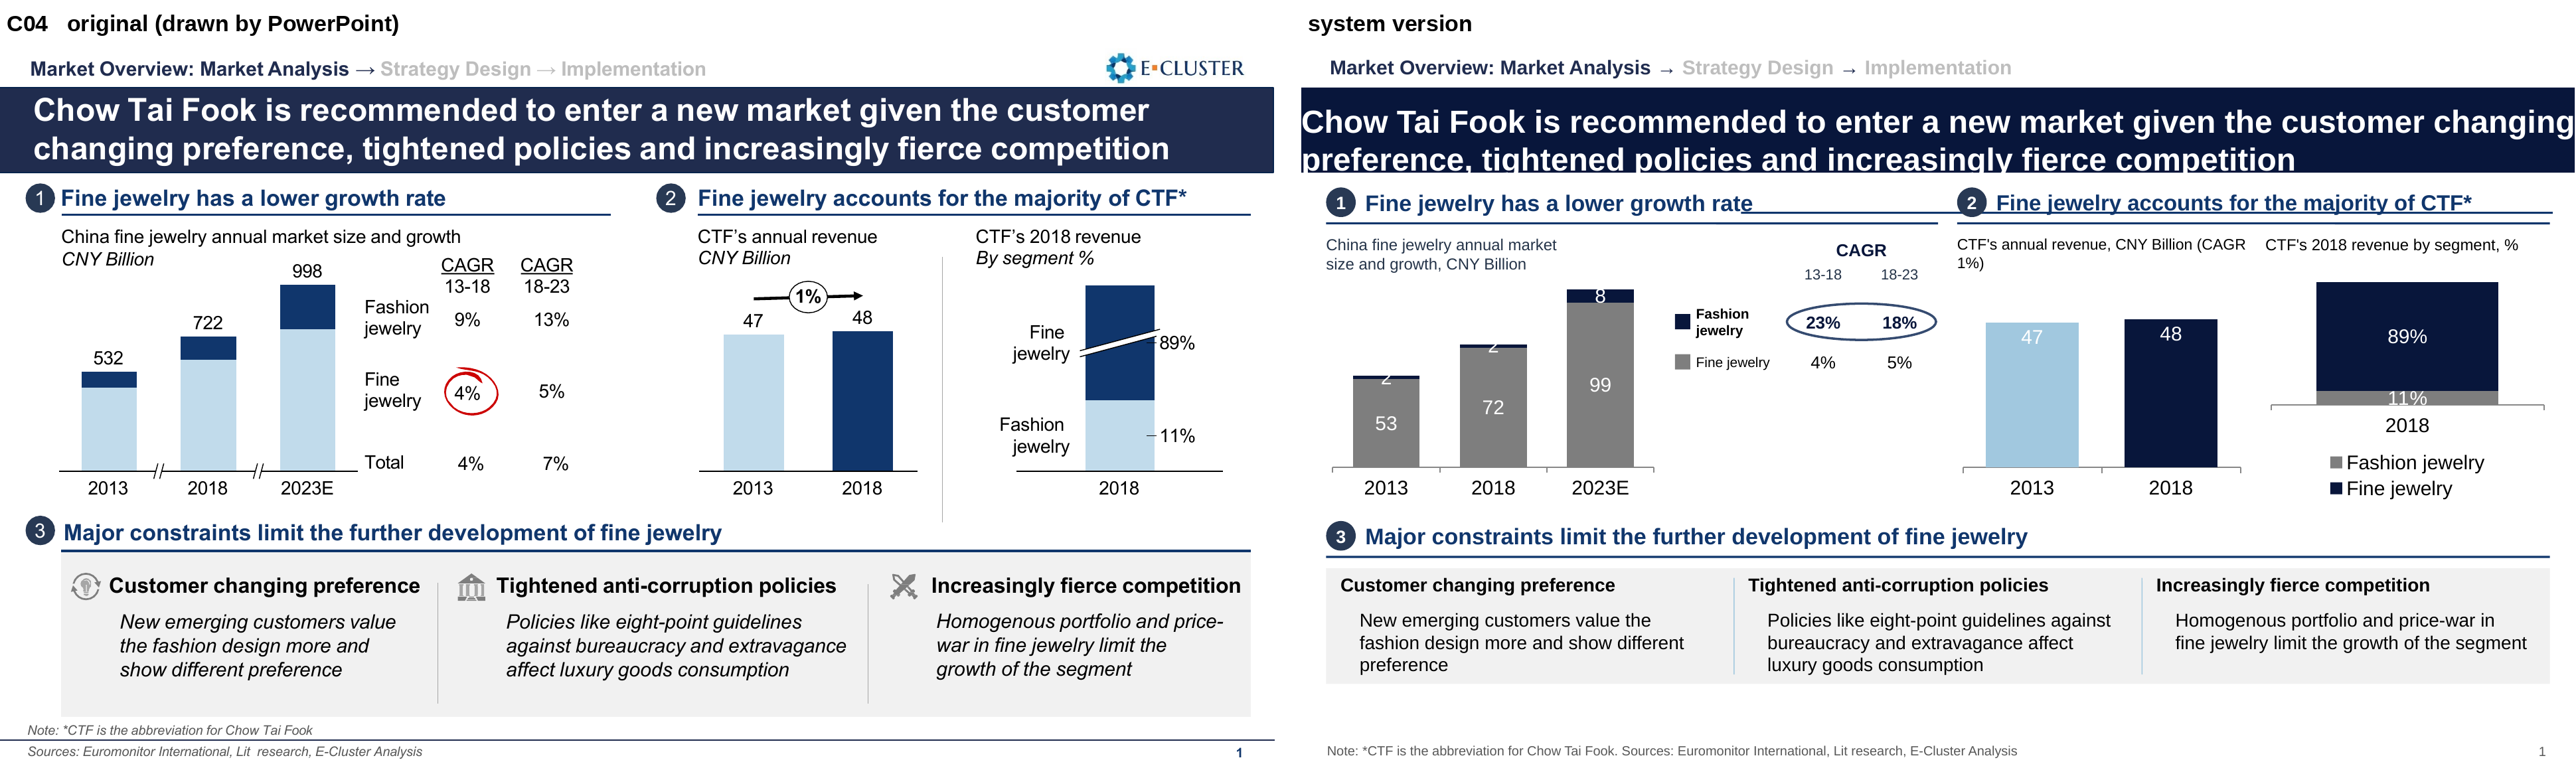 C04 original (drawn by PowerPoint)
Market Overview: Market Analysis → Strategy Design → Implementation
E-CLUSTER
Chow Tai Fook is recommended to enter a new market given the customer
changing preference, tightened policies and increasingly fierce competition
1 Fine jewelry has a lower growth rate
China fine jewelry annual market size and growth
CNY Billion
CAGR CAGR
13-18 18-23
998
722
532
Fashion
jewelry
9% 13%
Fine
jewelry
4% 5%
Total 4% 7%
2013 2018 2023E
2 Fine jewelry accounts for the majority of CTF*
CTF’s annual revenue
CNY Billion
1%
47 48
2013 2018
CTF’s 2018 revenue
By segment %
Fine
jewelry
89%
Fashion
jewelry
11%
2018
3 Major constraints limit the further development of fine jewelry
Customer changing preference
New emerging customers value
the fashion design more and
show different preference
Tightened anti-corruption policies
Policies like eight-point guidelines
against bureaucracy and extravagance
affect luxury goods consumption
Increasingly fierce competition
Homogenous portfolio and price-
war in fine jewelry limit the
growth of the segment
Note: *CTF is the abbreviation for Chow Tai Fook
Sources: Euromonitor International, Lit research, E-Cluster Analysis
1
system version
Market Overview: Market Analysis → Strategy Design → Implementation
Chow Tai Fook is recommended to enter a new market given the customer changing
preference, tightened policies and increasingly fierce competition
1 Fine jewelry has a lower growth rate
China fine jewelry annual market
size and growth, CNY Billion
CAGR
13-18 18-23
Fashion
jewelry
23% 18%
Fine jewelry 4% 5%
8
2
2
99
72
53
2013 2018 2023E
2 Fine jewelry accounts for the majority of CTF*
CTF's annual revenue, CNY Billion (CAGR
1%)
47 48
2013 2018
CTF's 2018 revenue by segment, %
89%
11%
2018
Fashion jewelry
Fine jewelry
3 Major constraints limit the further development of fine jewelry
Customer changing preference
New emerging customers value the
fashion design more and show different
preference
Tightened anti-corruption policies
Policies like eight-point guidelines against
bureaucracy and extravagance affect
luxury goods consumption
Increasingly fierce competition
Homogenous portfolio and price-war in
fine jewelry limit the growth of the segment
Note: *CTF is the abbreviation for Chow Tai Fook. Sources: Euromonitor International, Lit research, E-Cluster Analysis
1